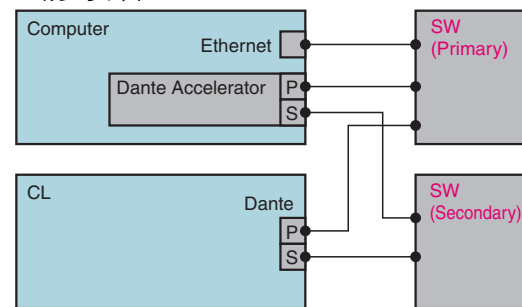 Computer
Ethernet
Dante Accelerator
P
S
SW
(Primary)
CL
Dante
P
S
SW
(Secondary)